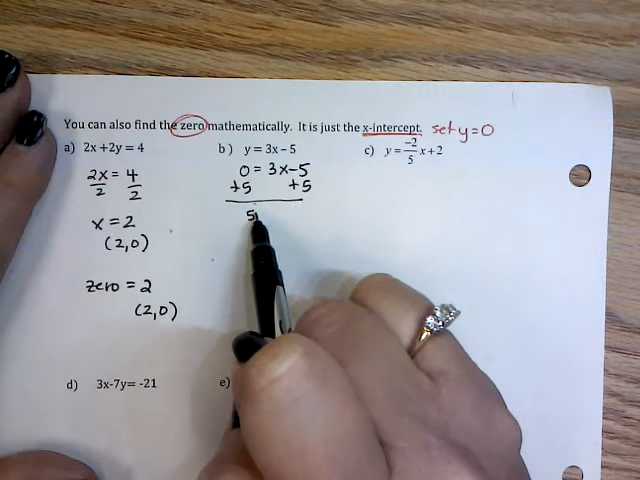 You can also find the zero mathematically. It is just the x-intercept. set y=0
a) 2x+2y = 4
2x = 4
2 2
x = 2
(2,0)
zero = 2
(2,0)
b) y = 3x - 5
0 = 3x-5
+5 +5
5
c) y = -2/5 x + 2
d) 3x-7y= -21
e)